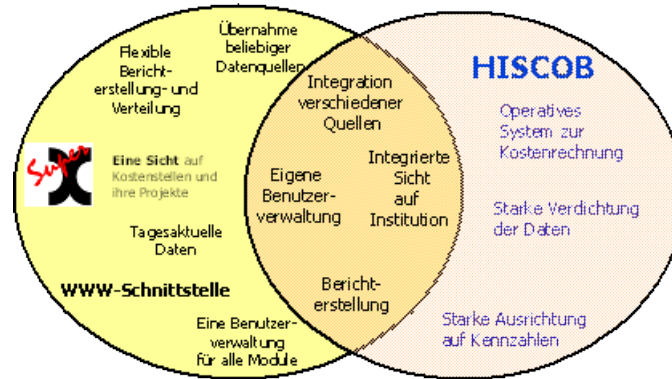 Übernahme
beliebiger
Datenquellen
Flexible
Bericht-
erstellung- und
Verteilung
Super
X
Eine Sicht auf
Kostenstellen und
ihre Projekte
Tagesaktuelle
Daten
WWW-Schnittstelle
Eine Benutzer-
verwaltung
für alle Module
Integration
verschiedener
Quellen
Eigene
Benutzer-
verwaltung
Integrierte
Sicht
auf
Institution
Bericht-
erstellung
HISCOB
Operatives
System zur
Kostenrechnung
Starke Verdichtung
der Daten
Starke Ausrichtung
auf Kennzahlen